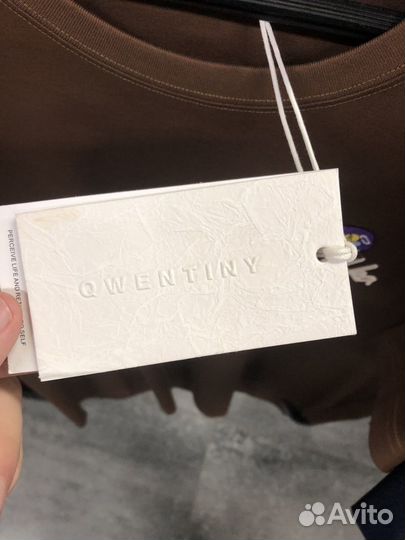 QWENTINY
PERCEIVE LIFE AND
SELF
Avito